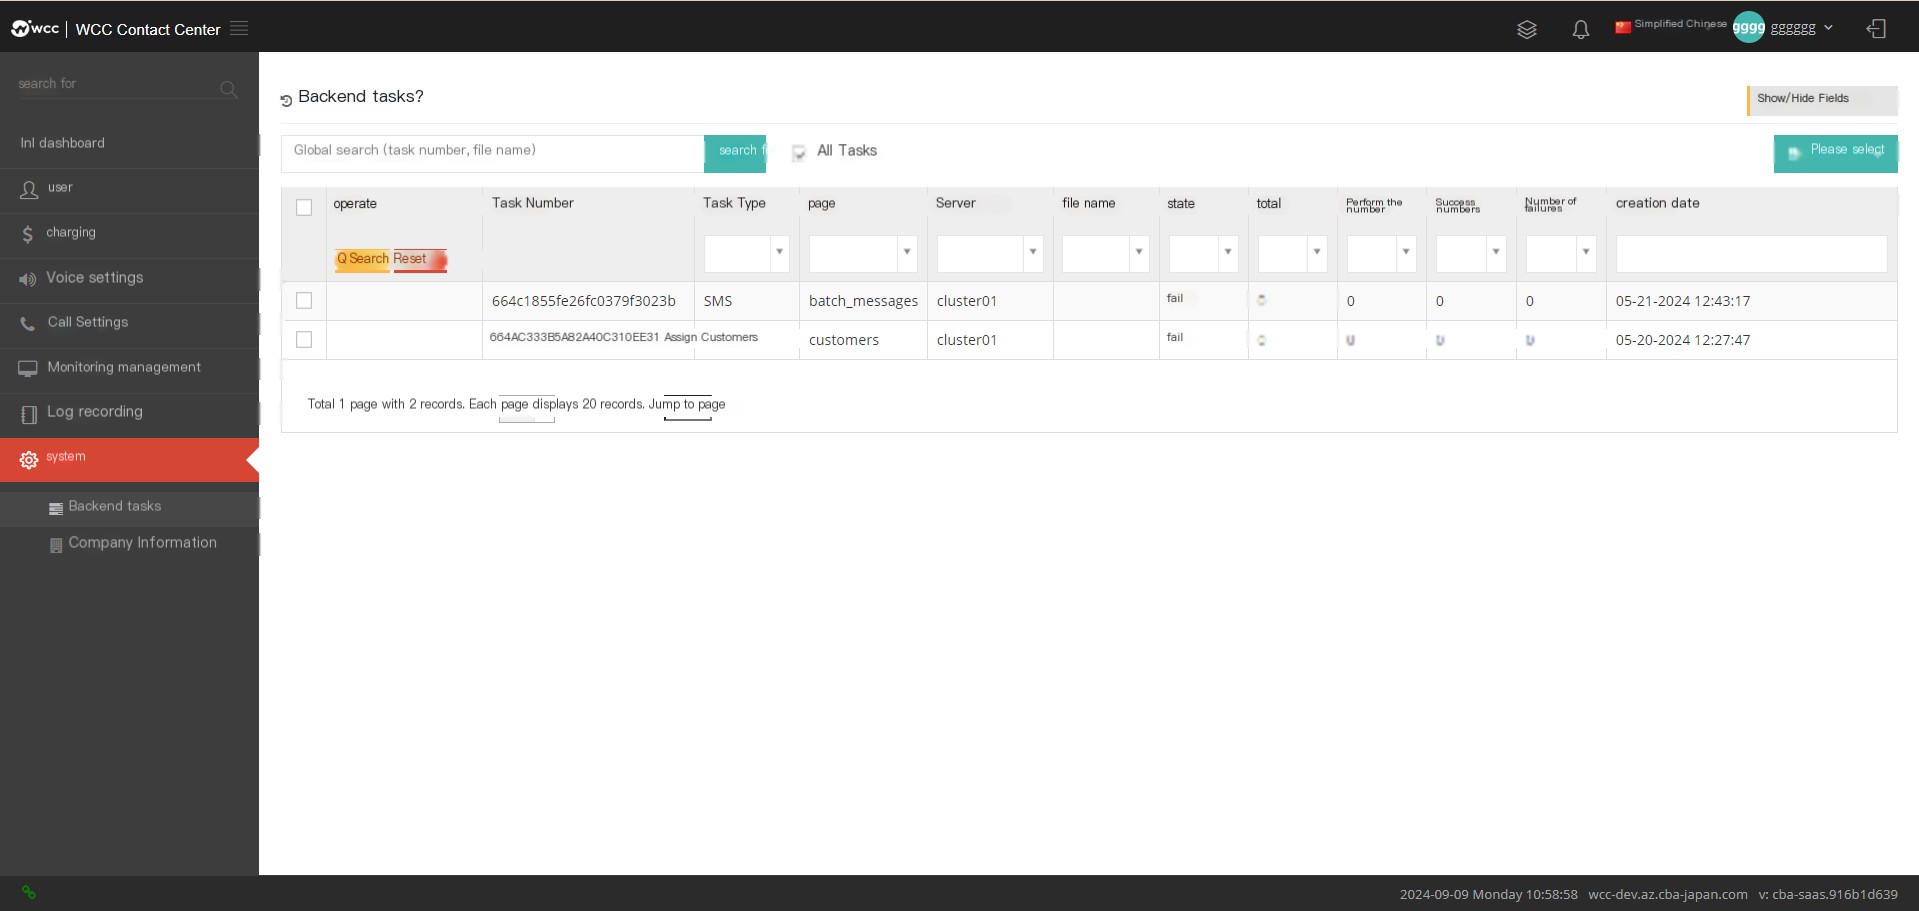 wcc | WCC Contact Center
Simplified Chinese
gggg gggggg
search for
Inl dashboard
user
charging
Voice settings
Call Settings
Monitoring management
Log recording
system
Backend tasks
Company Information
Backend tasks?
Show/Hide Fields
Global search (task number, file name)
search f
All Tasks
Please select
operate Task Number Task Type page Server file name state total Perform the number Success numbers Number of failures creation date
Q Search Reset
664c1855fe26fc0379f3023b SMS batch_messages cluster01 fail 0 0 0 05-21-2024 12:43:17
664AC333B5A82A40C310EE31 Assign Customers customers cluster01 fail 05-20-2024 12:27:47
Total 1 page with 2 records. Each page displays 20 records. Jump to page
2024-09-09 Monday 10:58:58 wcc-dev.az.cba-japan.com v: cba-saas.916b1d639